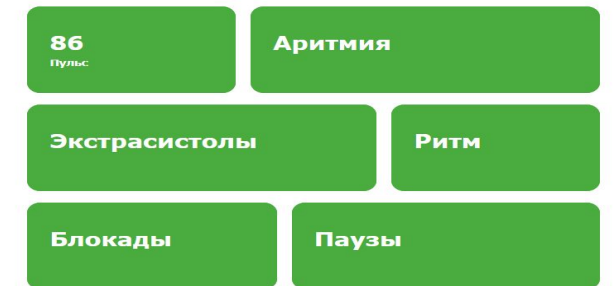 86
Пульс
Аритмия
Экстрасистолы
Ритм
Блокады
Паузы